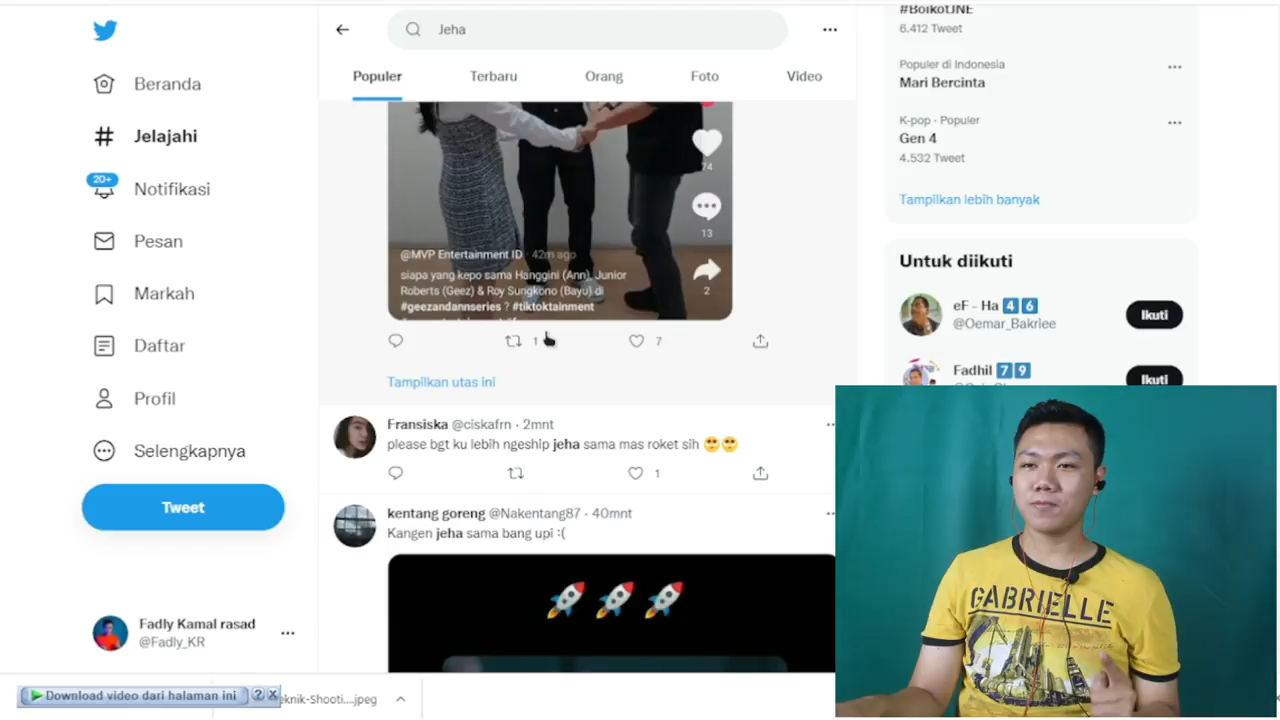 Jeha
Populer
Terbaru
Orang
Foto
Video
Beranda
Jelajahi
20+
Notifikasi
Pesan
Markah
Daftar
Profil
Selengkapnya
Tweet
Fadly Kamal rasad
@Fadly_KR
74
13
2
@MVP Entertainment ID · 42m ago
siapa yang kepo sama Hanggini (Ann), Junior
Roberts (Geez) & Roy Sungkono (Bayu) di
#geezandannseries ? #tiktoktainment
1
7
Tampilkan utas ini
Fransiska @ciskafrn · 2mnt
please bgt ku lebih ngeship jeha sama mas roket sih 🥺🥺
1
kentang goreng @Nakentang87 · 40mnt
Kangen jeha sama bang upi :(
🚀 🚀 🚀
#BoikotJNE
6.412 Tweet
Populer di Indonesia
Mari Bercinta
K-pop · Populer
Gen 4
4.532 Tweet
Tampilkan lebih banyak
Untuk diikuti
eF - Ha 4 6
@Oemar_Bakriee
Ikuti
Fadhil 7 9
Ikuti
GABRIELLE
Download video dari halaman ini ? X
eknik-Shooti....jpeg